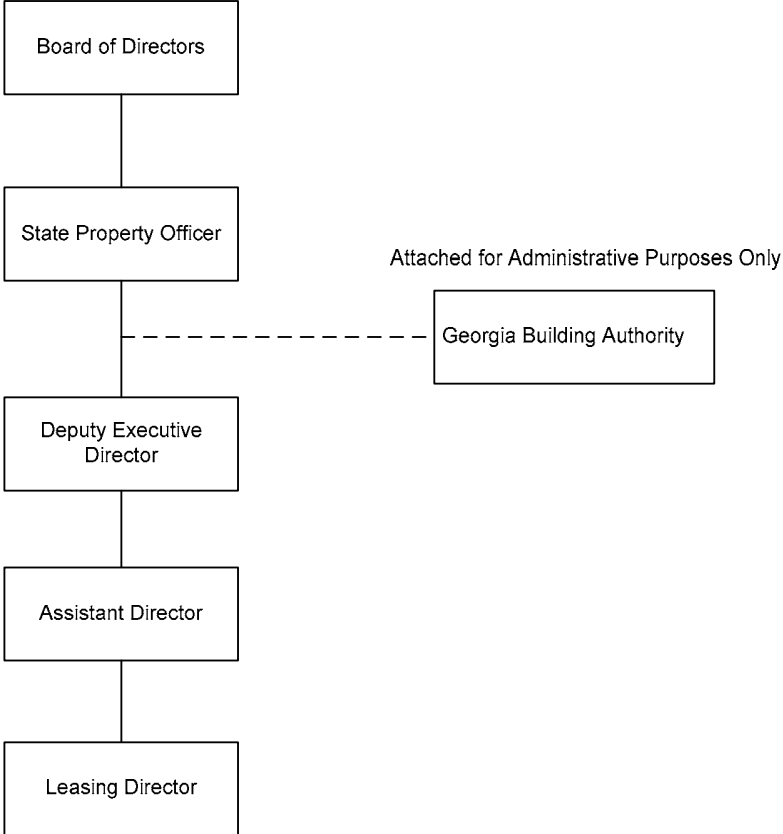 Board of Directors
State Property Officer
Attached for Administrative Purposes Only
Georgia Building Authority
Deputy Executive
Director
Assistant Director
Leasing Director